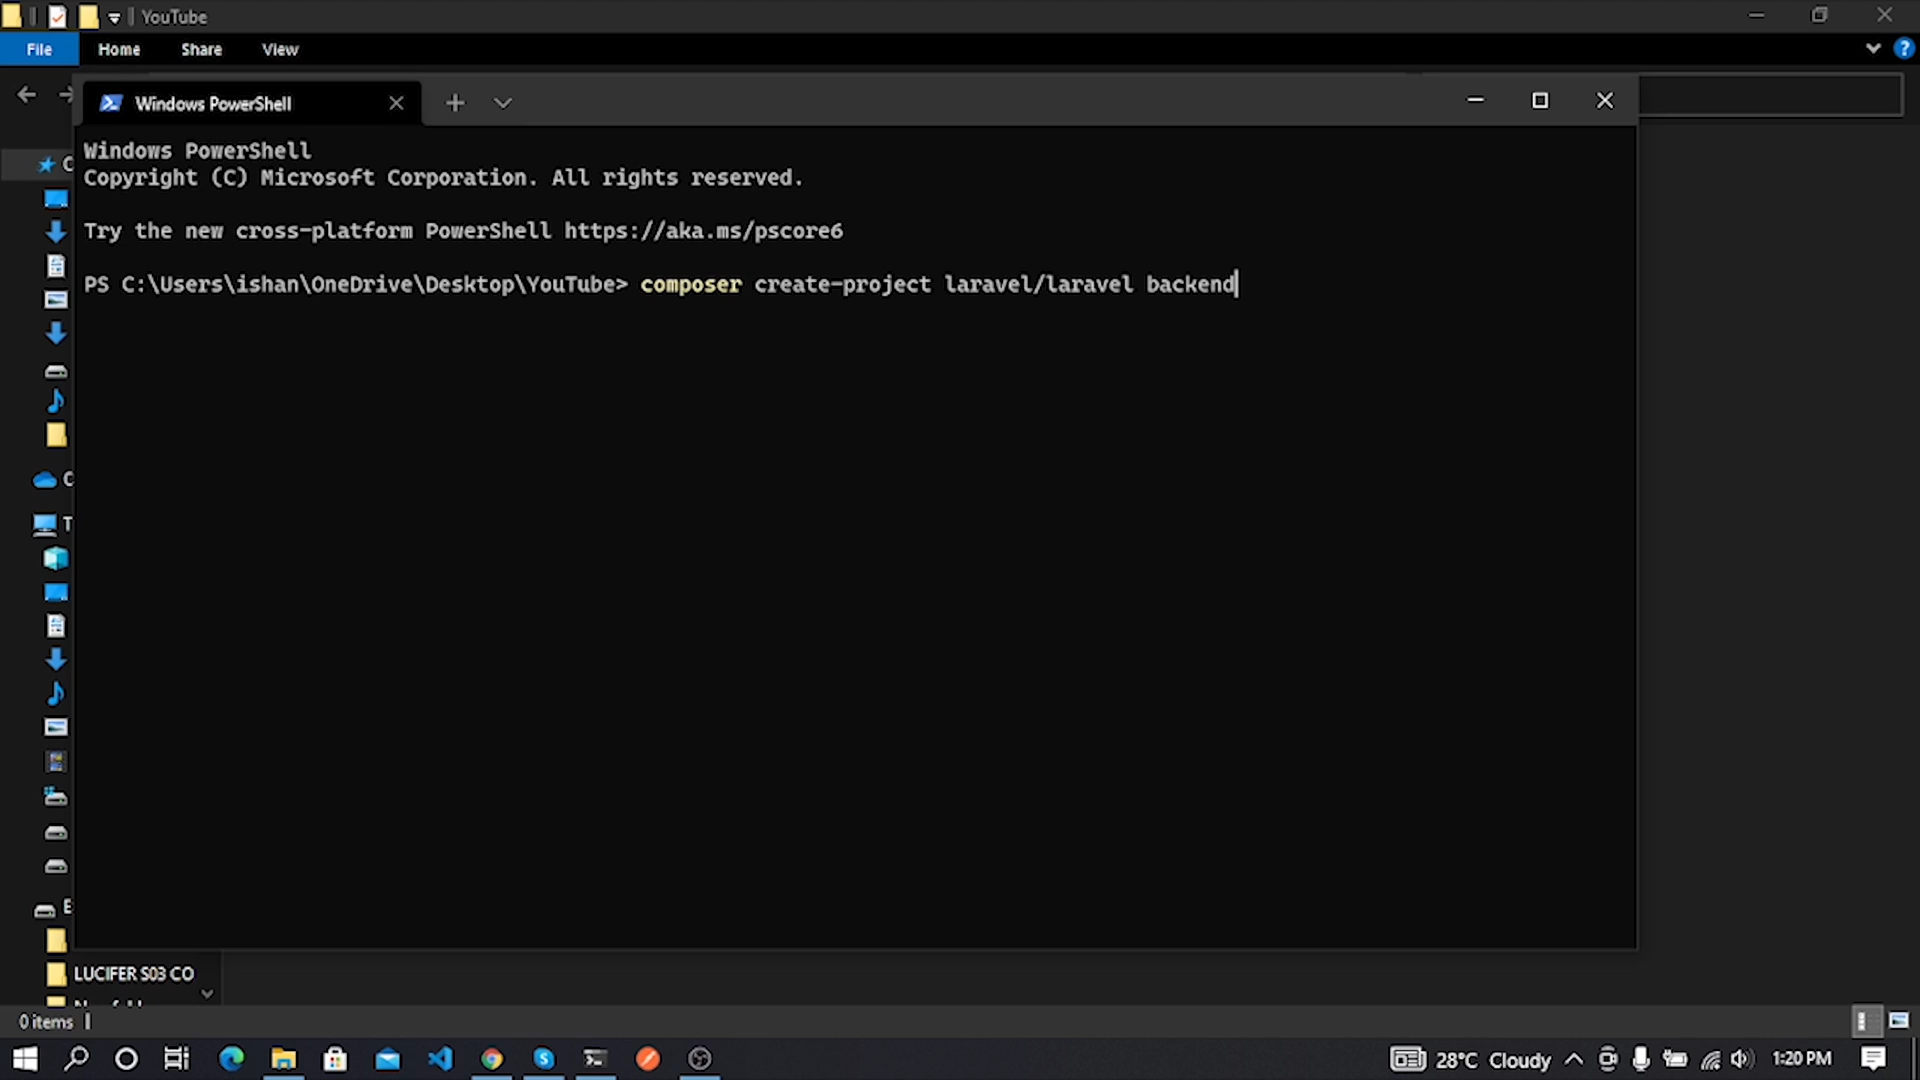 YouTube
File Home Share View
Windows PowerShell
Windows PowerShell
Copyright (C) Microsoft Corporation. All rights reserved.
Try the new cross-platform PowerShell https://aka.ms/pscore6
PS C:\Users\ishan\OneDrive\Desktop\YouTube> composer create-project laravel/laravel backend
LUCIFER S03 CO
0 items
28°C Cloudy 1:20 PM